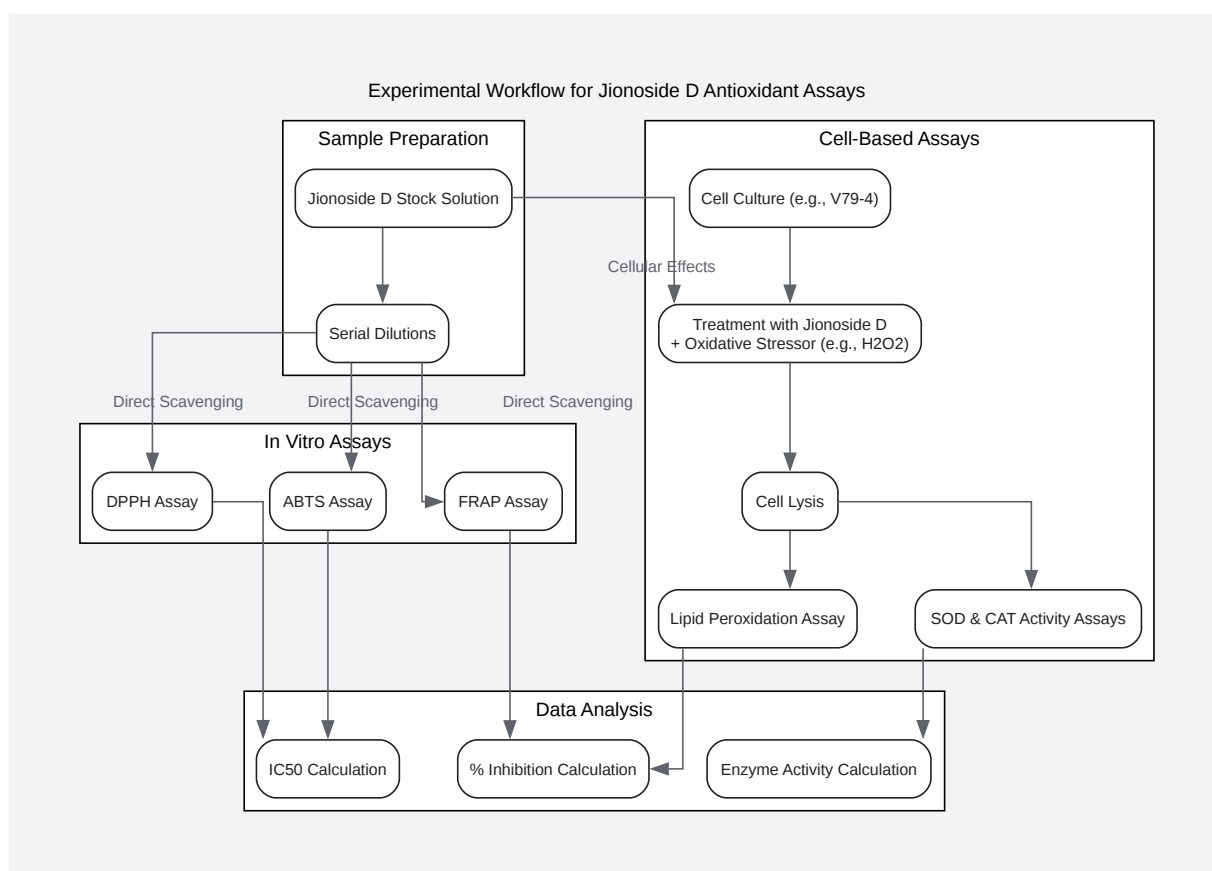 Experimental Workflow for Jionoside D Antioxidant Assays
Sample Preparation
Jionoside D Stock Solution
Serial Dilutions
Cell-Based Assays
Cell Culture (e.g., V79-4)
Cellular Effects
Treatment with Jionoside D
+ Oxidative Stressor (e.g., H2O2)
Direct Scavenging
Direct Scavenging
Direct Scavenging
In Vitro Assays
DPPH Assay
ABTS Assay
FRAP Assay
Cell Lysis
Lipid Peroxidation Assay
SOD & CAT Activity Assays
Data Analysis
IC50 Calculation
% Inhibition Calculation
Enzyme Activity Calculation